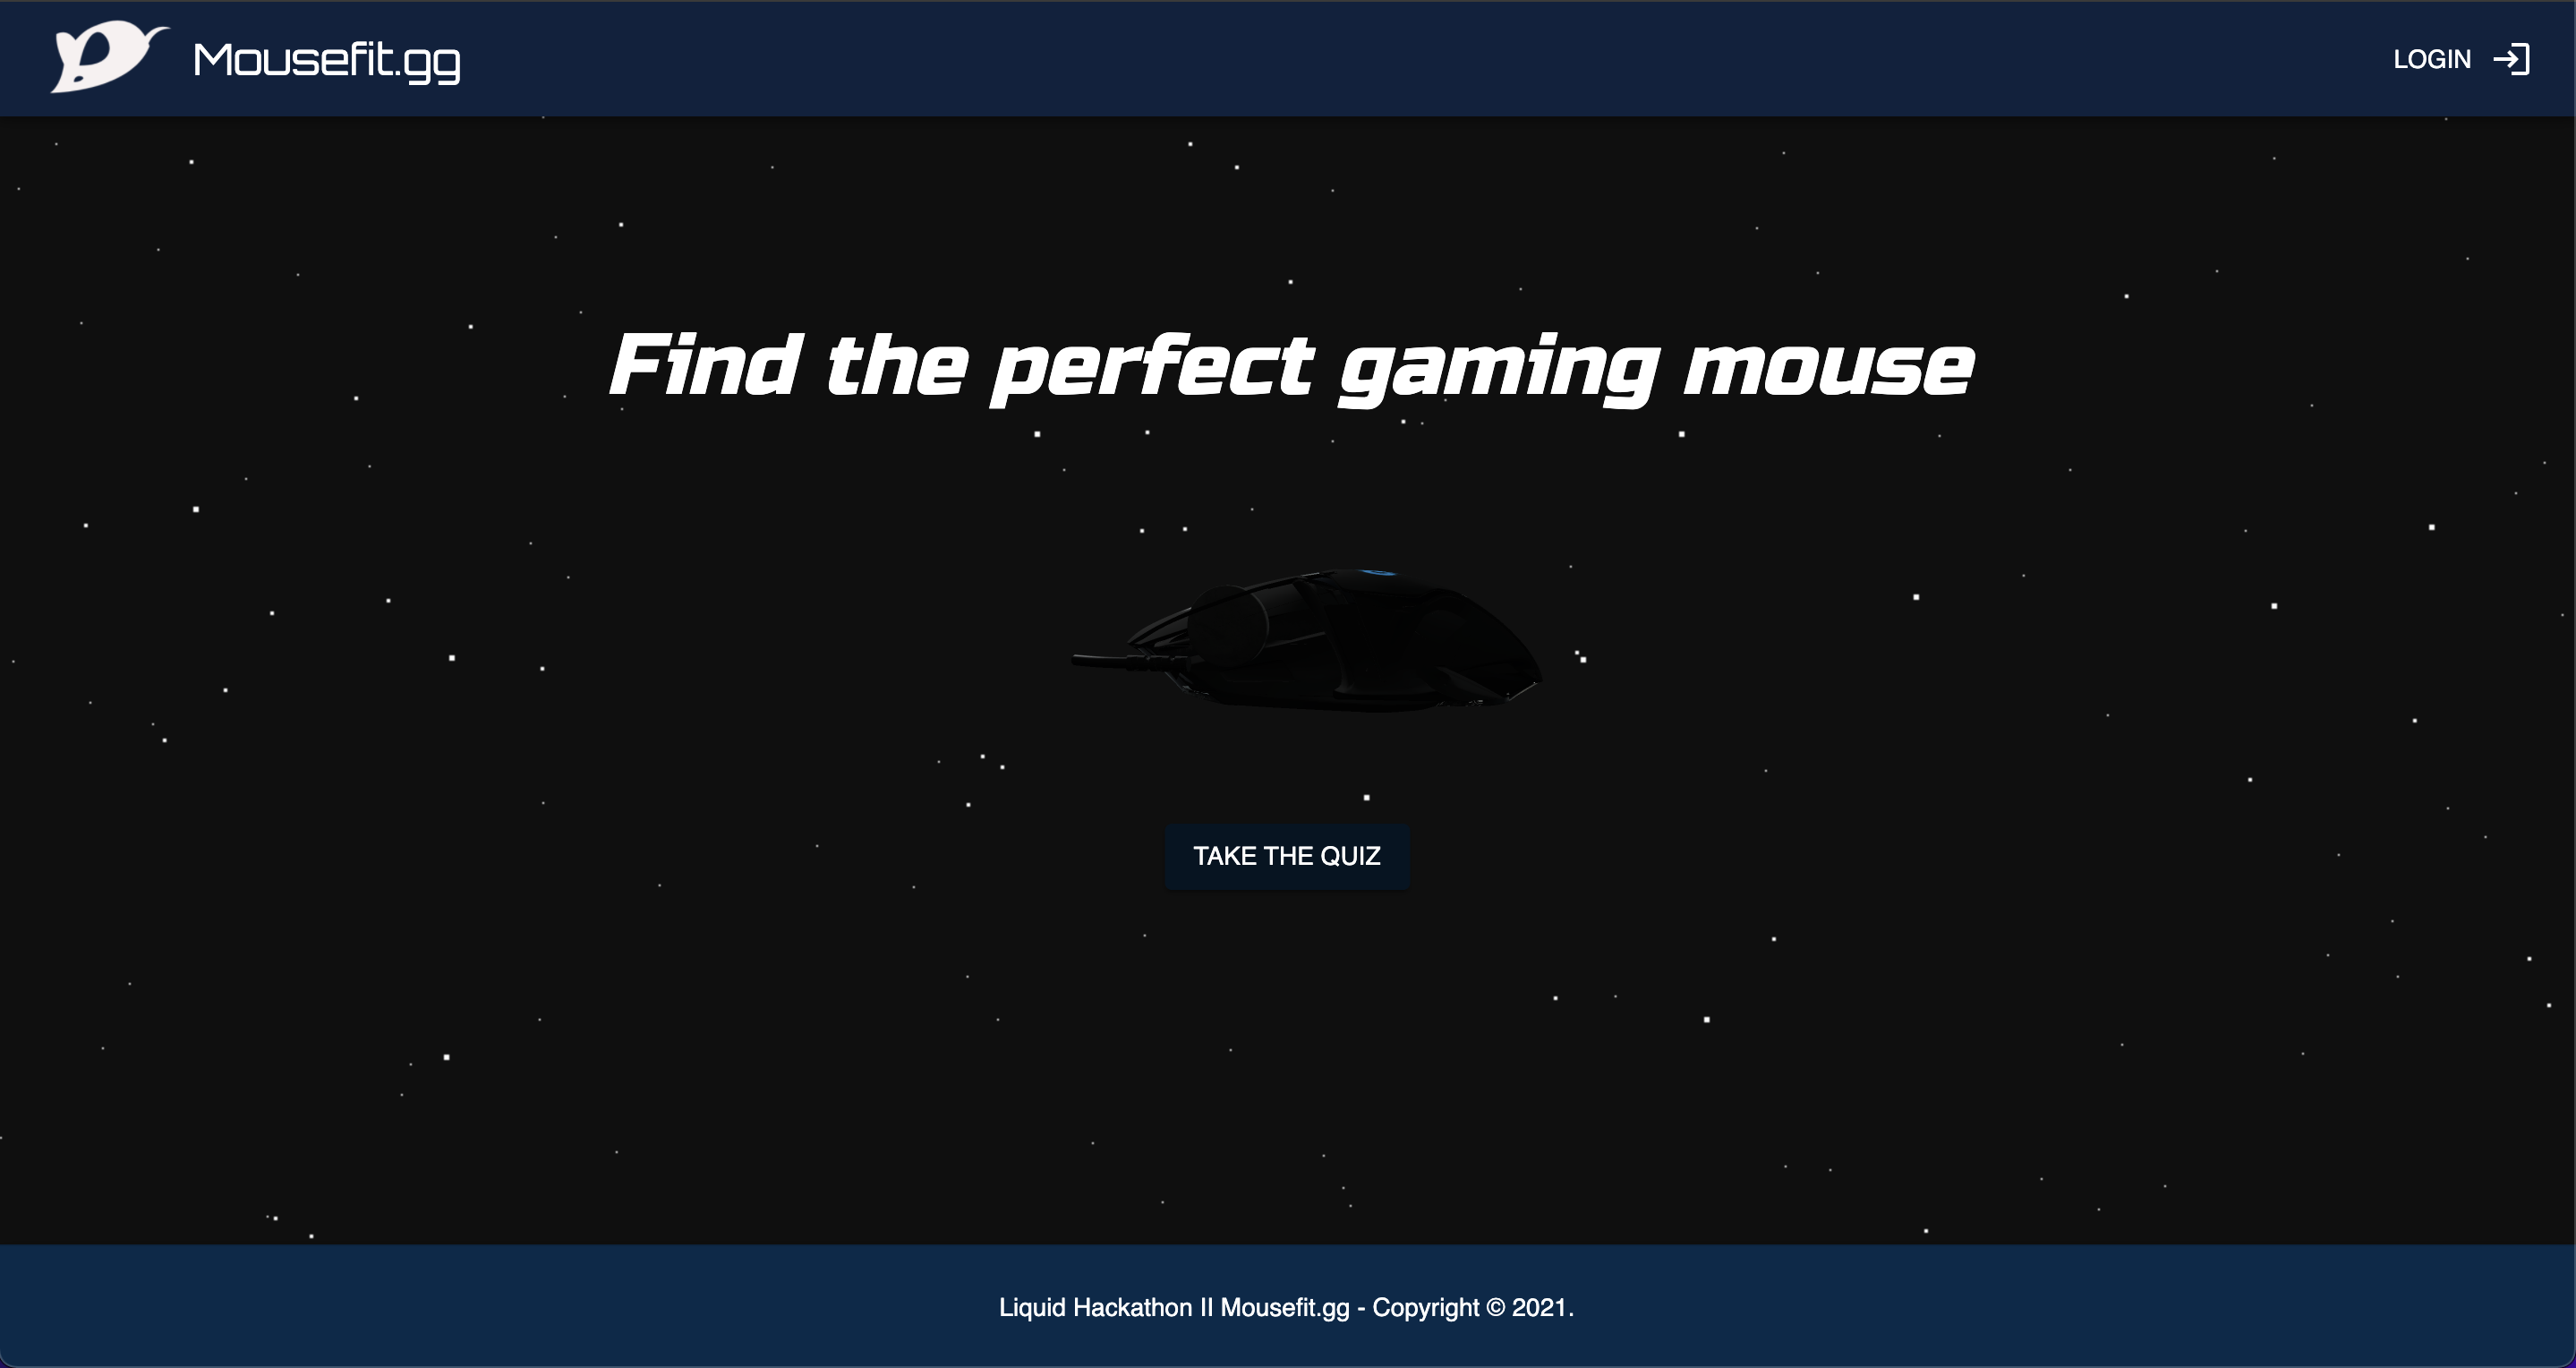 Mousefit.gg
LOGIN
Find the perfect gaming mouse
TAKE THE QUIZ
Liquid Hackathon II Mousefit.gg - Copyright © 2021.